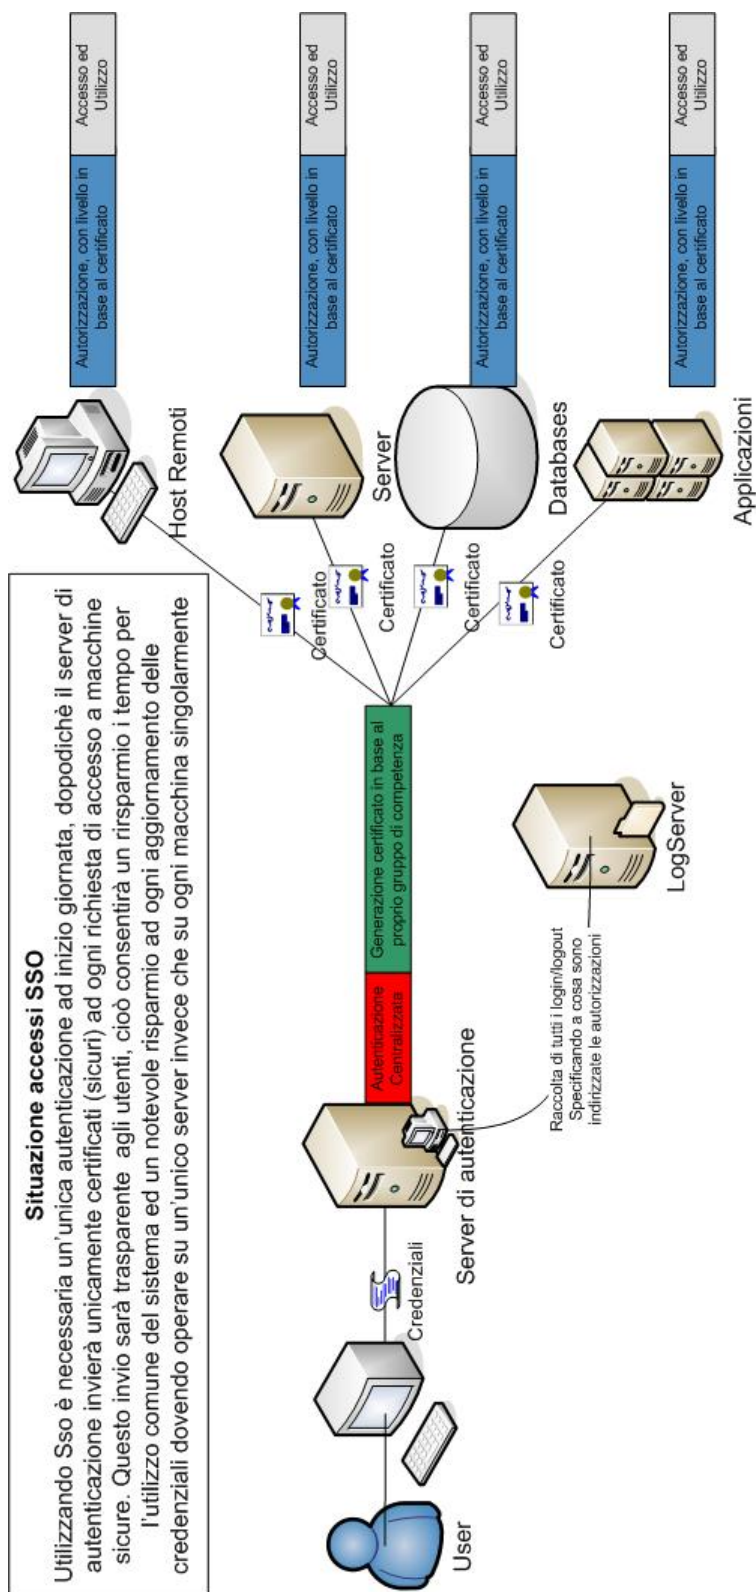 Situazione accessi SSO
Utilizzando Sso è necessaria un'unica autenticazione ad inizio giornata, dopodichè il server di
autenticazione invierà unicamente certificati (sicuri) ad ogni richiesta di accesso a macchine
sicure. Questo invio sarà trasparente agli utenti, cioò consentirà un risparmio i tempo per
l'utilizzo comune del sistema ed un notevole risparmio ad ogni aggiornamento delle
credenziali dovendo operare su un'unico server invece che su ogni macchina singolarmente
User
Credenziali
Server di autenticazione
Autenticazione
Centralizzata
Generazione certificato in base al
proprio gruppo di competenza
Raccolta di tutti i login/logout
Specificando a cosa sono
indirizzate le autorizzazioni
LogServer
Certificato
Host Remoti
Autorizzazione, con livello in
base al certificato
Accesso ed
Utilizzo
Certificato
Server
Autorizzazione, con livello in
base al certificato
Accesso ed
Utilizzo
Certificato
Databases
Autorizzazione, con livello in
base al certificato
Accesso ed
Utilizzo
Certificato
Applicazioni
Autorizzazione, con livello in
base al certificato
Accesso ed
Utilizzo